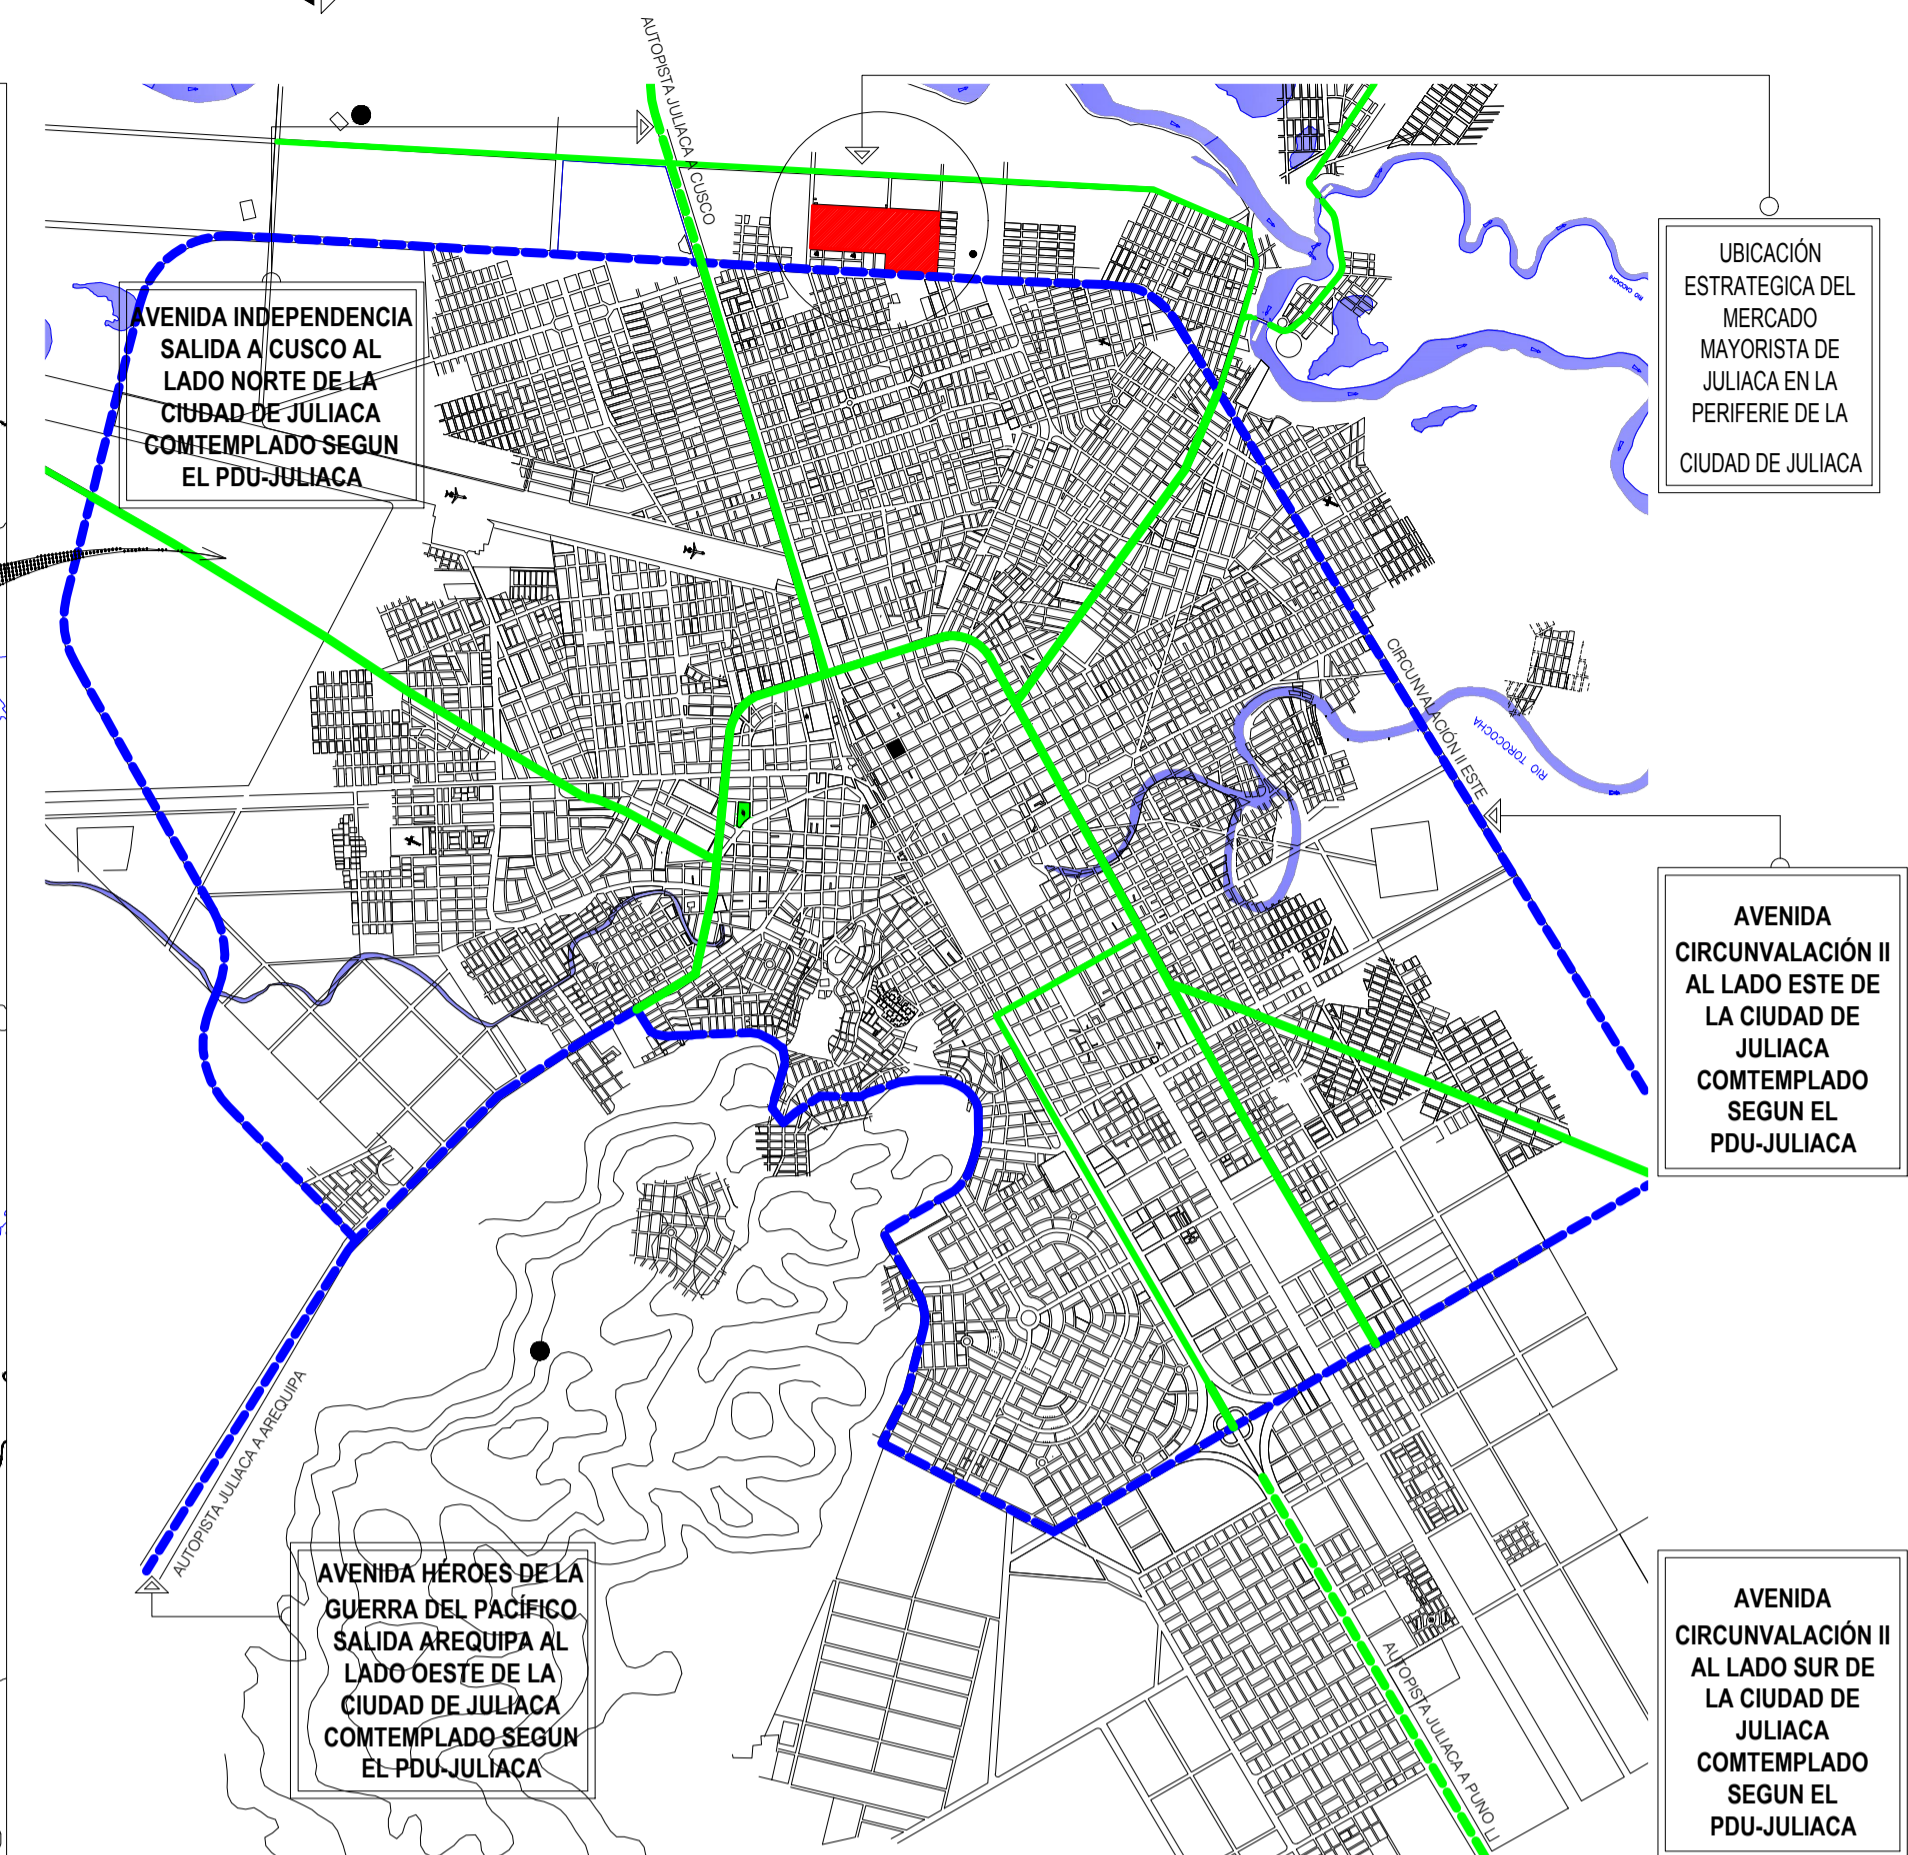 AUTOPISTA JULIACA A CUSCO
UBICACIÓN
ESTRATEGICA DEL
MERCADO
MAYORISTA DE
JULIACA EN LA
PERIFERIE DE LA
CIUDAD DE JULIACA
AVENIDA INDEPENDENCIA
SALIDA A CUSCO AL
LADO NORTE DE LA
CIUDAD DE JULIACA
COMTEMPLADO SEGUN
EL PDU-JULIACA
CIRCUNVALACIÓN II ESTE
RIO TOROCOCHA
AVENIDA
CIRCUNVALACIÓN II
AL LADO ESTE DE
LA CIUDAD DE
JULIACA
COMTEMPLADO
SEGUN EL
PDU-JULIACA
AUTOPISTA JULIACA A AREQUIPA
AVENIDA HEROES DE LA
GUERRA DEL PACÍFICO
SALIDA AREQUIPA AL
LADO OESTE DE LA
CIUDAD DE JULIACA
COMTEMPLADO SEGUN
EL PDU-JULIACA
AUTOPISTA JULIACA A PUNO
AVENIDA
CIRCUNVALACIÓN II
AL LADO SUR DE
LA CIUDAD DE
JULIACA
COMTEMPLADO
SEGUN EL
PDU-JULIACA